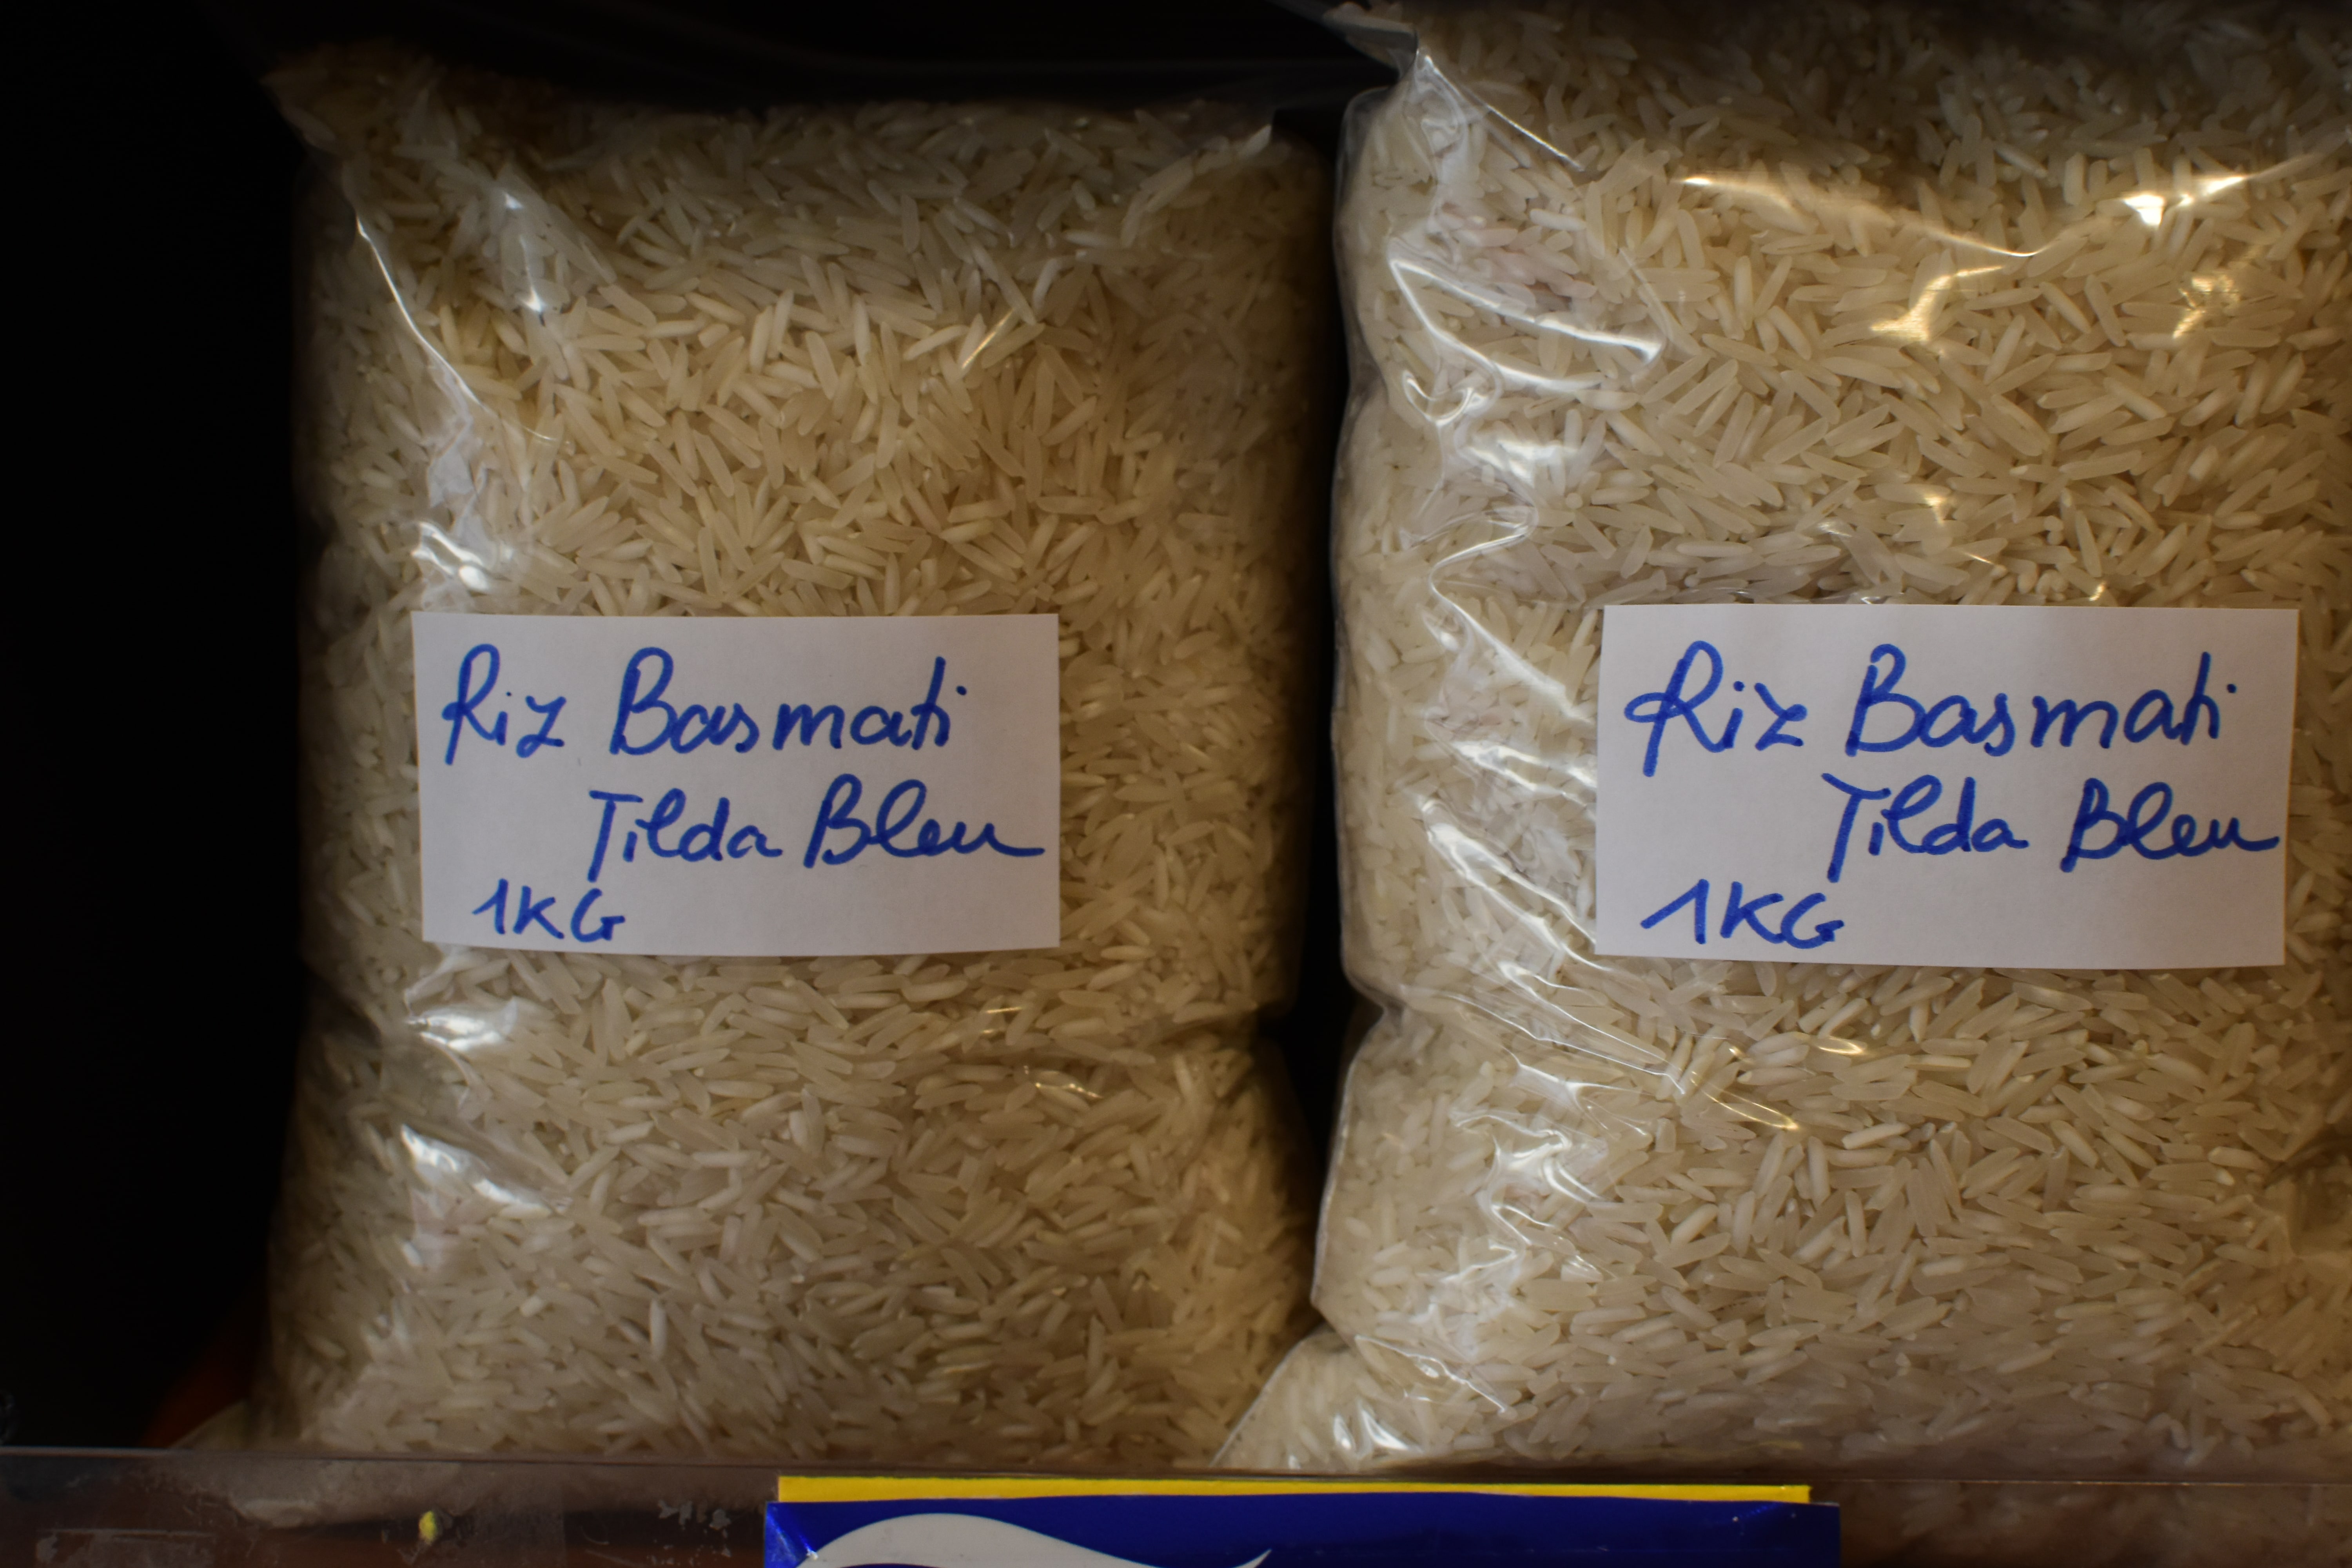 Riz Basmati
Tilda Bleu
1KG
Riz Basmati
Tilda Bleu
1KG